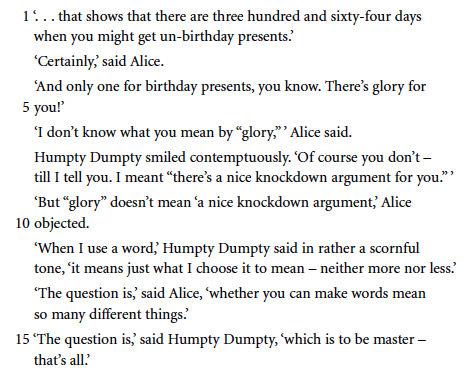 1 ‘. . . that shows that there are three hundred and sixty-four days
when you might get un-birthday presents.’
‘Certainly,’ said Alice.
‘And only one for birthday presents, you know. There’s glory for
5 you!’
‘I don’t know what you mean by “glory,” ’ Alice said.
Humpty Dumpty smiled contemptuously. ‘Of course you don’t –
till I tell you. I meant “there’s a nice knockdown argument for you.” ’
‘But “glory” doesn’t mean ‘a nice knockdown argument,’ Alice
10 objected.
‘When I use a word,’ Humpty Dumpty said in rather a scornful
tone, ‘it means just what I choose it to mean – neither more nor less.’
‘The question is,’ said Alice, ‘whether you can make words mean
so many different things.’
15 ‘The question is,’ said Humpty Dumpty, ‘which is to be master –
that’s all.’